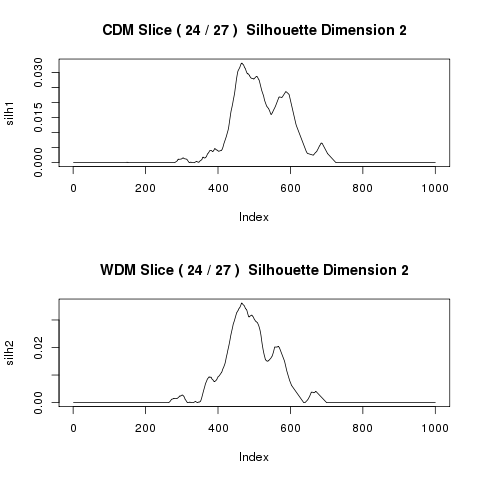 CDM Slice ( 24 / 27 )  Silhouette Dimension 2
silh1
0.030
0.015
0.000
0 200 400 600 800 1000
Index
WDM Slice ( 24 / 27 )  Silhouette Dimension 2
silh2
0.02
0.00
0 200 400 600 800 1000
Index